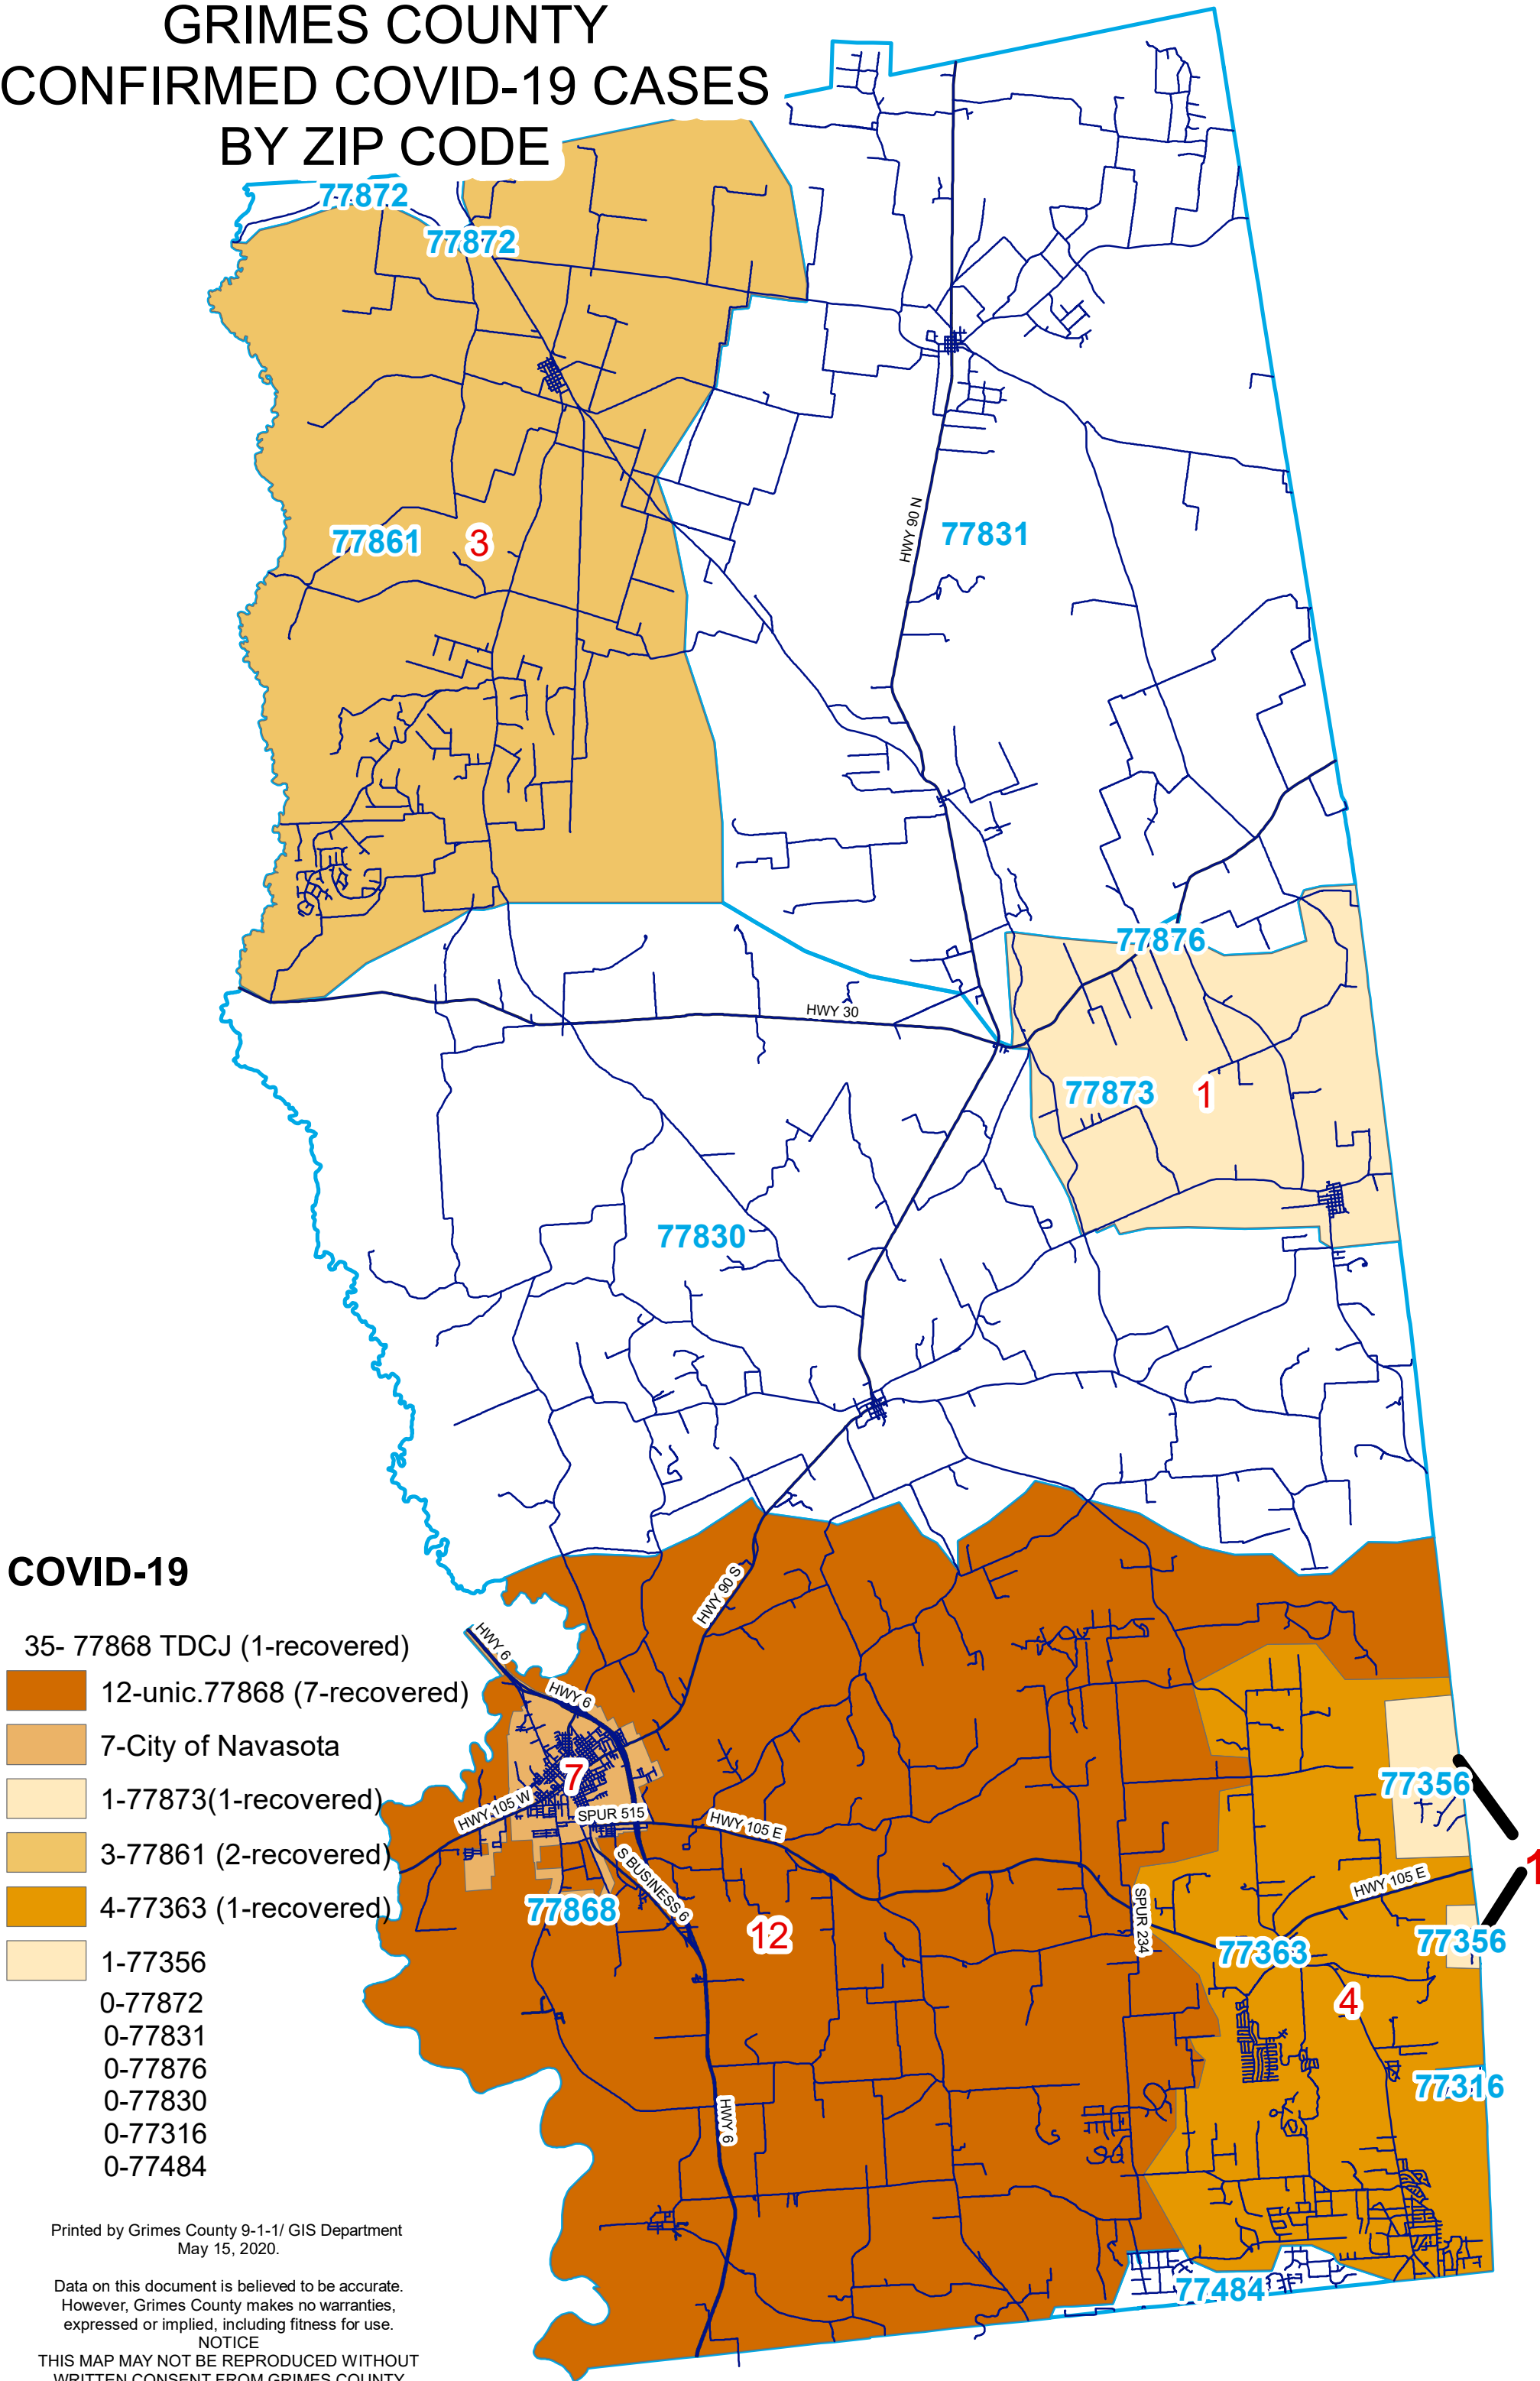 GRIMES COUNTY
CONFIRMED COVID-19 CASES
BY ZIP CODE
77872
77872
77861
3
HWY 90 N
77831
77876
HWY 30
77873
1
77830
HWY 90 S
HWY 6
HWY 6
7
HWY 105 W
SPUR 515
HWY 105 E
S BUSINESS 6
77868
12
SPUR 234
77356
1
HWY 105 E
77356
77363
4
77316
HWY 6
77484
COVID-19
35- 77868 TDCJ (1-recovered)
12-unic.77868 (7-recovered)
7-City of Navasota
1-77873(1-recovered)
3-77861 (2-recovered)
4-77363 (1-recovered)
1-77356
0-77872
0-77831
0-77876
0-77830
0-77316
0-77484
Printed by Grimes County 9-1-1/ GIS Department
May 15, 2020.
Data on this document is believed to be accurate.
However, Grimes County makes no warranties,
expressed or implied, including fitness for use.
NOTICE
THIS MAP MAY NOT BE REPRODUCED WITHOUT
WRITTEN CONSENT FROM GRIMES COUNTY